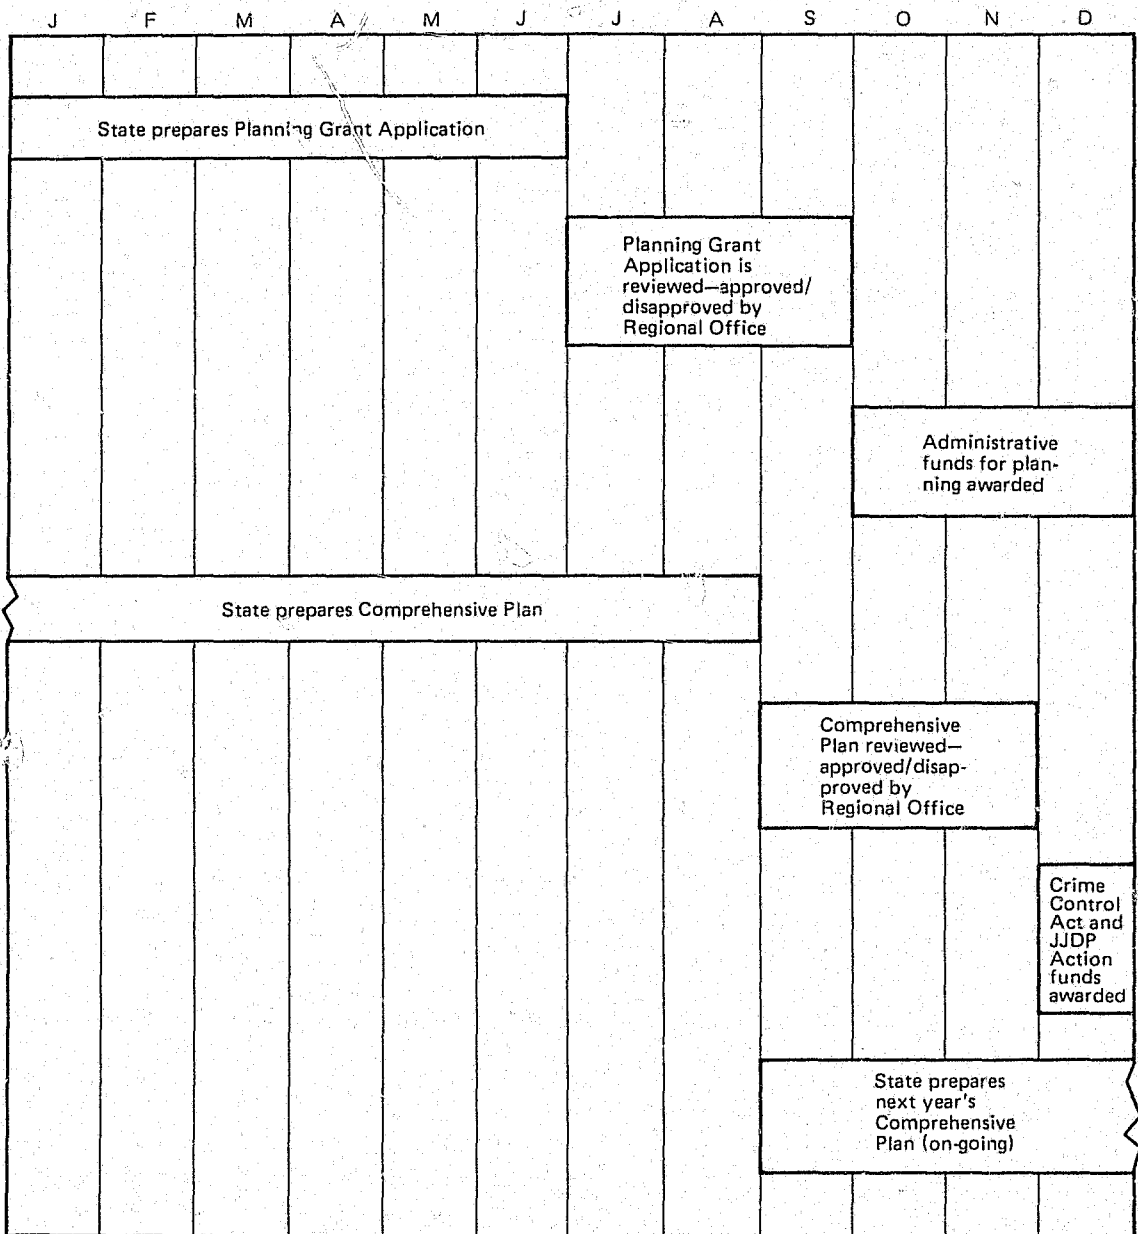 J F M A M J J A S O N D
State prepares Planning Grant Application
Planning Grant
Application is
reviewed—approved/
disapproved by
Regional Office
Administrative
funds for plan-
ning awarded
State prepares Comprehensive Plan
Comprehensive
Plan reviewed—
approved/disap-
proved by
Regional Office
Crime
Control
Act and
JJDP
Action
funds
awarded
State prepares
next year's
Comprehensive
Plan (on-going)